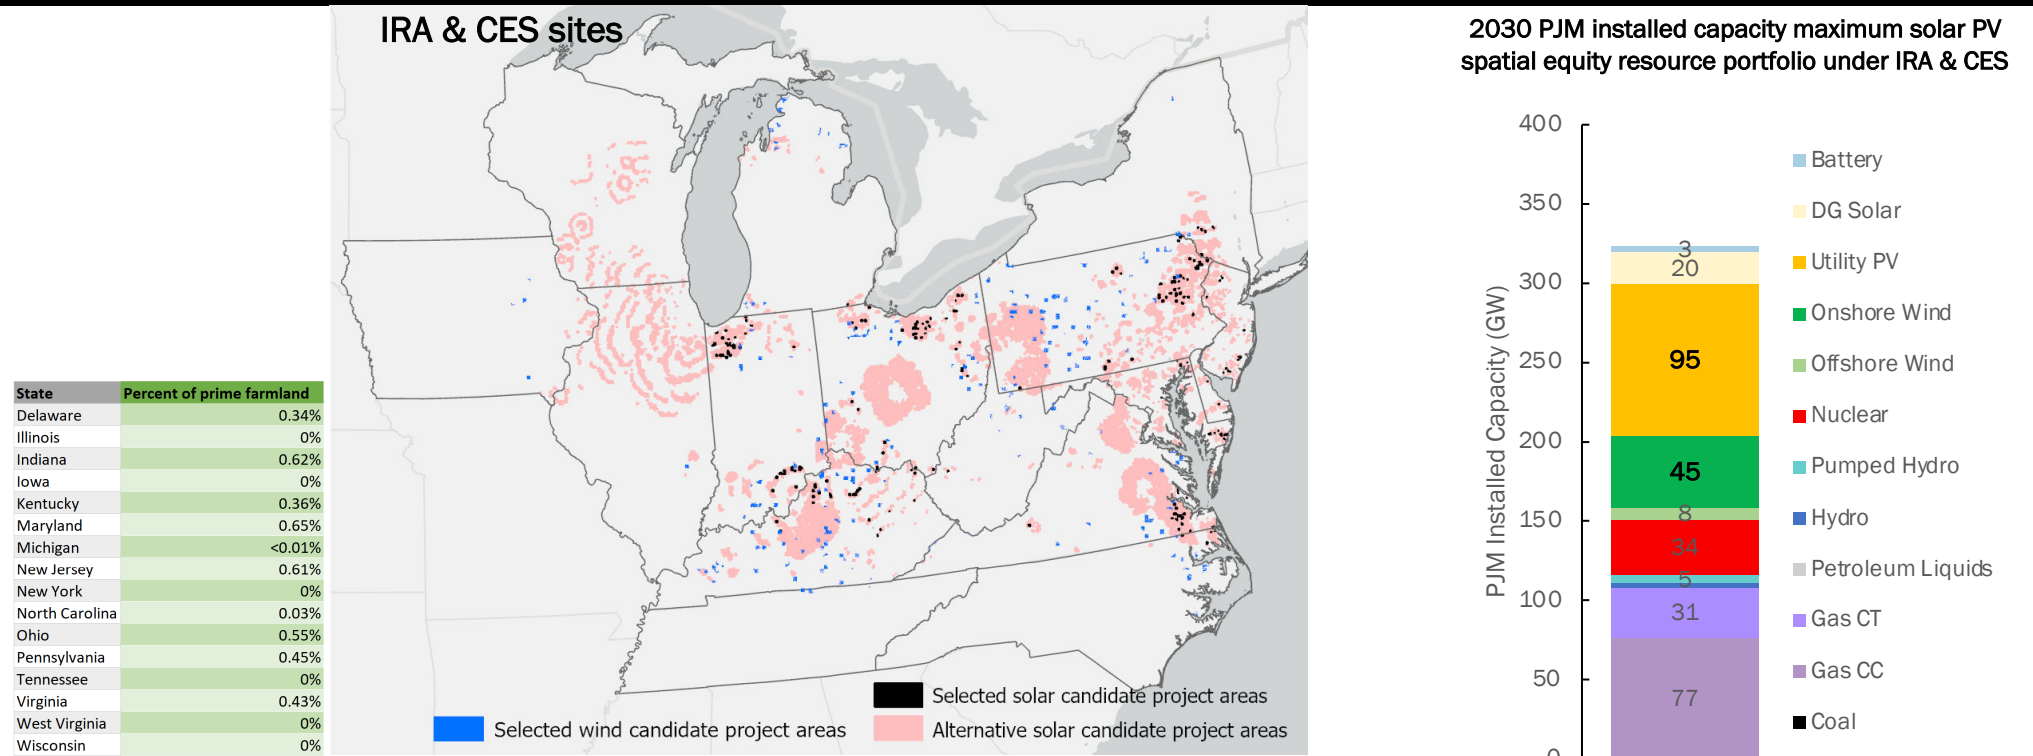 IRA & CES sites
State Percent of prime farmland
Delaware 0.34%
Illinois 0%
Indiana 0.62%
Iowa 0%
Kentucky 0.36%
Maryland 0.65%
Michigan <0.01%
New Jersey 0.61%
New York 0%
North Carolina 0.03%
Ohio 0.55%
Pennsylvania 0.45%
Tennessee 0%
Virginia 0.43%
West Virginia 0%
Wisconsin 0%
Selected solar candidate project areas
Selected wind candidate project areas
Alternative solar candidate project areas
2030 PJM installed capacity maximum solar PV
spatial equity resource portfolio under IRA & CES
PJM Installed Capacity (GW)
400
350
300
250
200
150
100
50
0
3
20
95
45
8
34
5
31
77
Battery
DG Solar
Utility PV
Onshore Wind
Offshore Wind
Nuclear
Pumped Hydro
Hydro
Petroleum Liquids
Gas CT
Gas CC
Coal